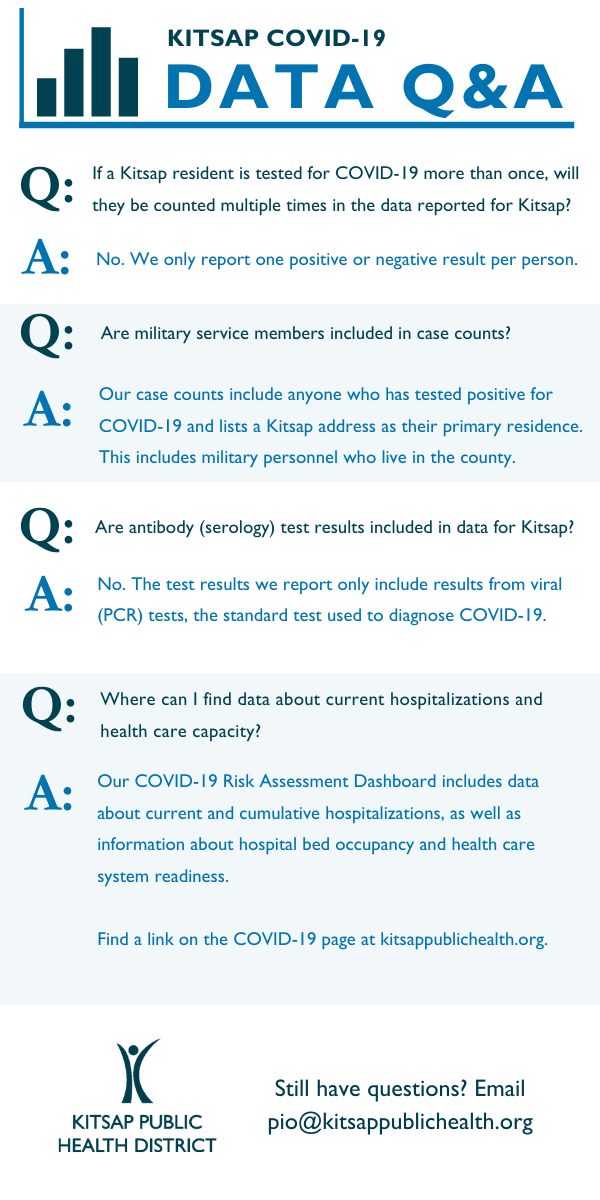 KITSAP COVID-19
DATA Q&A
Q: If a Kitsap resident is tested for COVID-19 more than once, will
they be counted multiple times in the data reported for Kitsap?
A: No. We only report one positive or negative result per person.
Q: Are military service members included in case counts?
A: Our case counts include anyone who has tested positive for
COVID-19 and lists a Kitsap address as their primary residence.
This includes military personnel who live in the county.
Q: Are antibody (serology) test results included in data for Kitsap?
A: No. The test results we report only include results from viral
(PCR) tests, the standard test used to diagnose COVID-19.
Q: Where can I find data about current hospitalizations and
health care capacity?
A: Our COVID-19 Risk Assessment Dashboard includes data
about current and cumulative hospitalizations, as well as
information about hospital bed occupancy and health care
system readiness.
Find a link on the COVID-19 page at kitsappublichealth.org.
KITSAP PUBLIC
HEALTH DISTRICT
Still have questions? Email
pio@kitsappublichealth.org